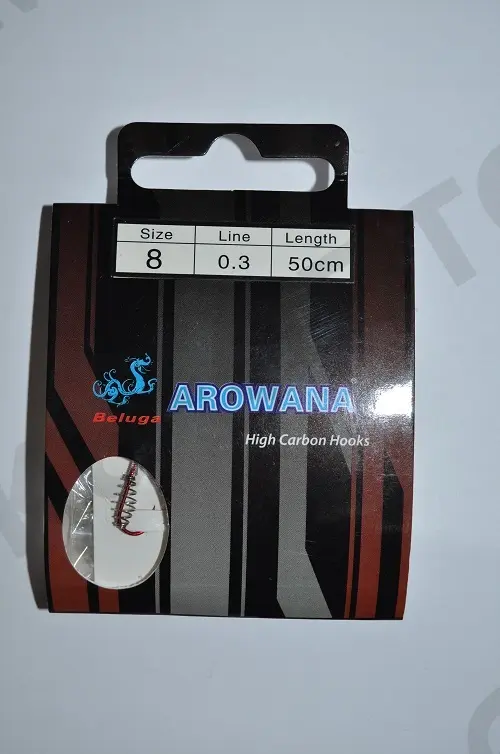 Size Line Length
8 0.3 50cm
Beluga
AROWANA
High Carbon Hooks